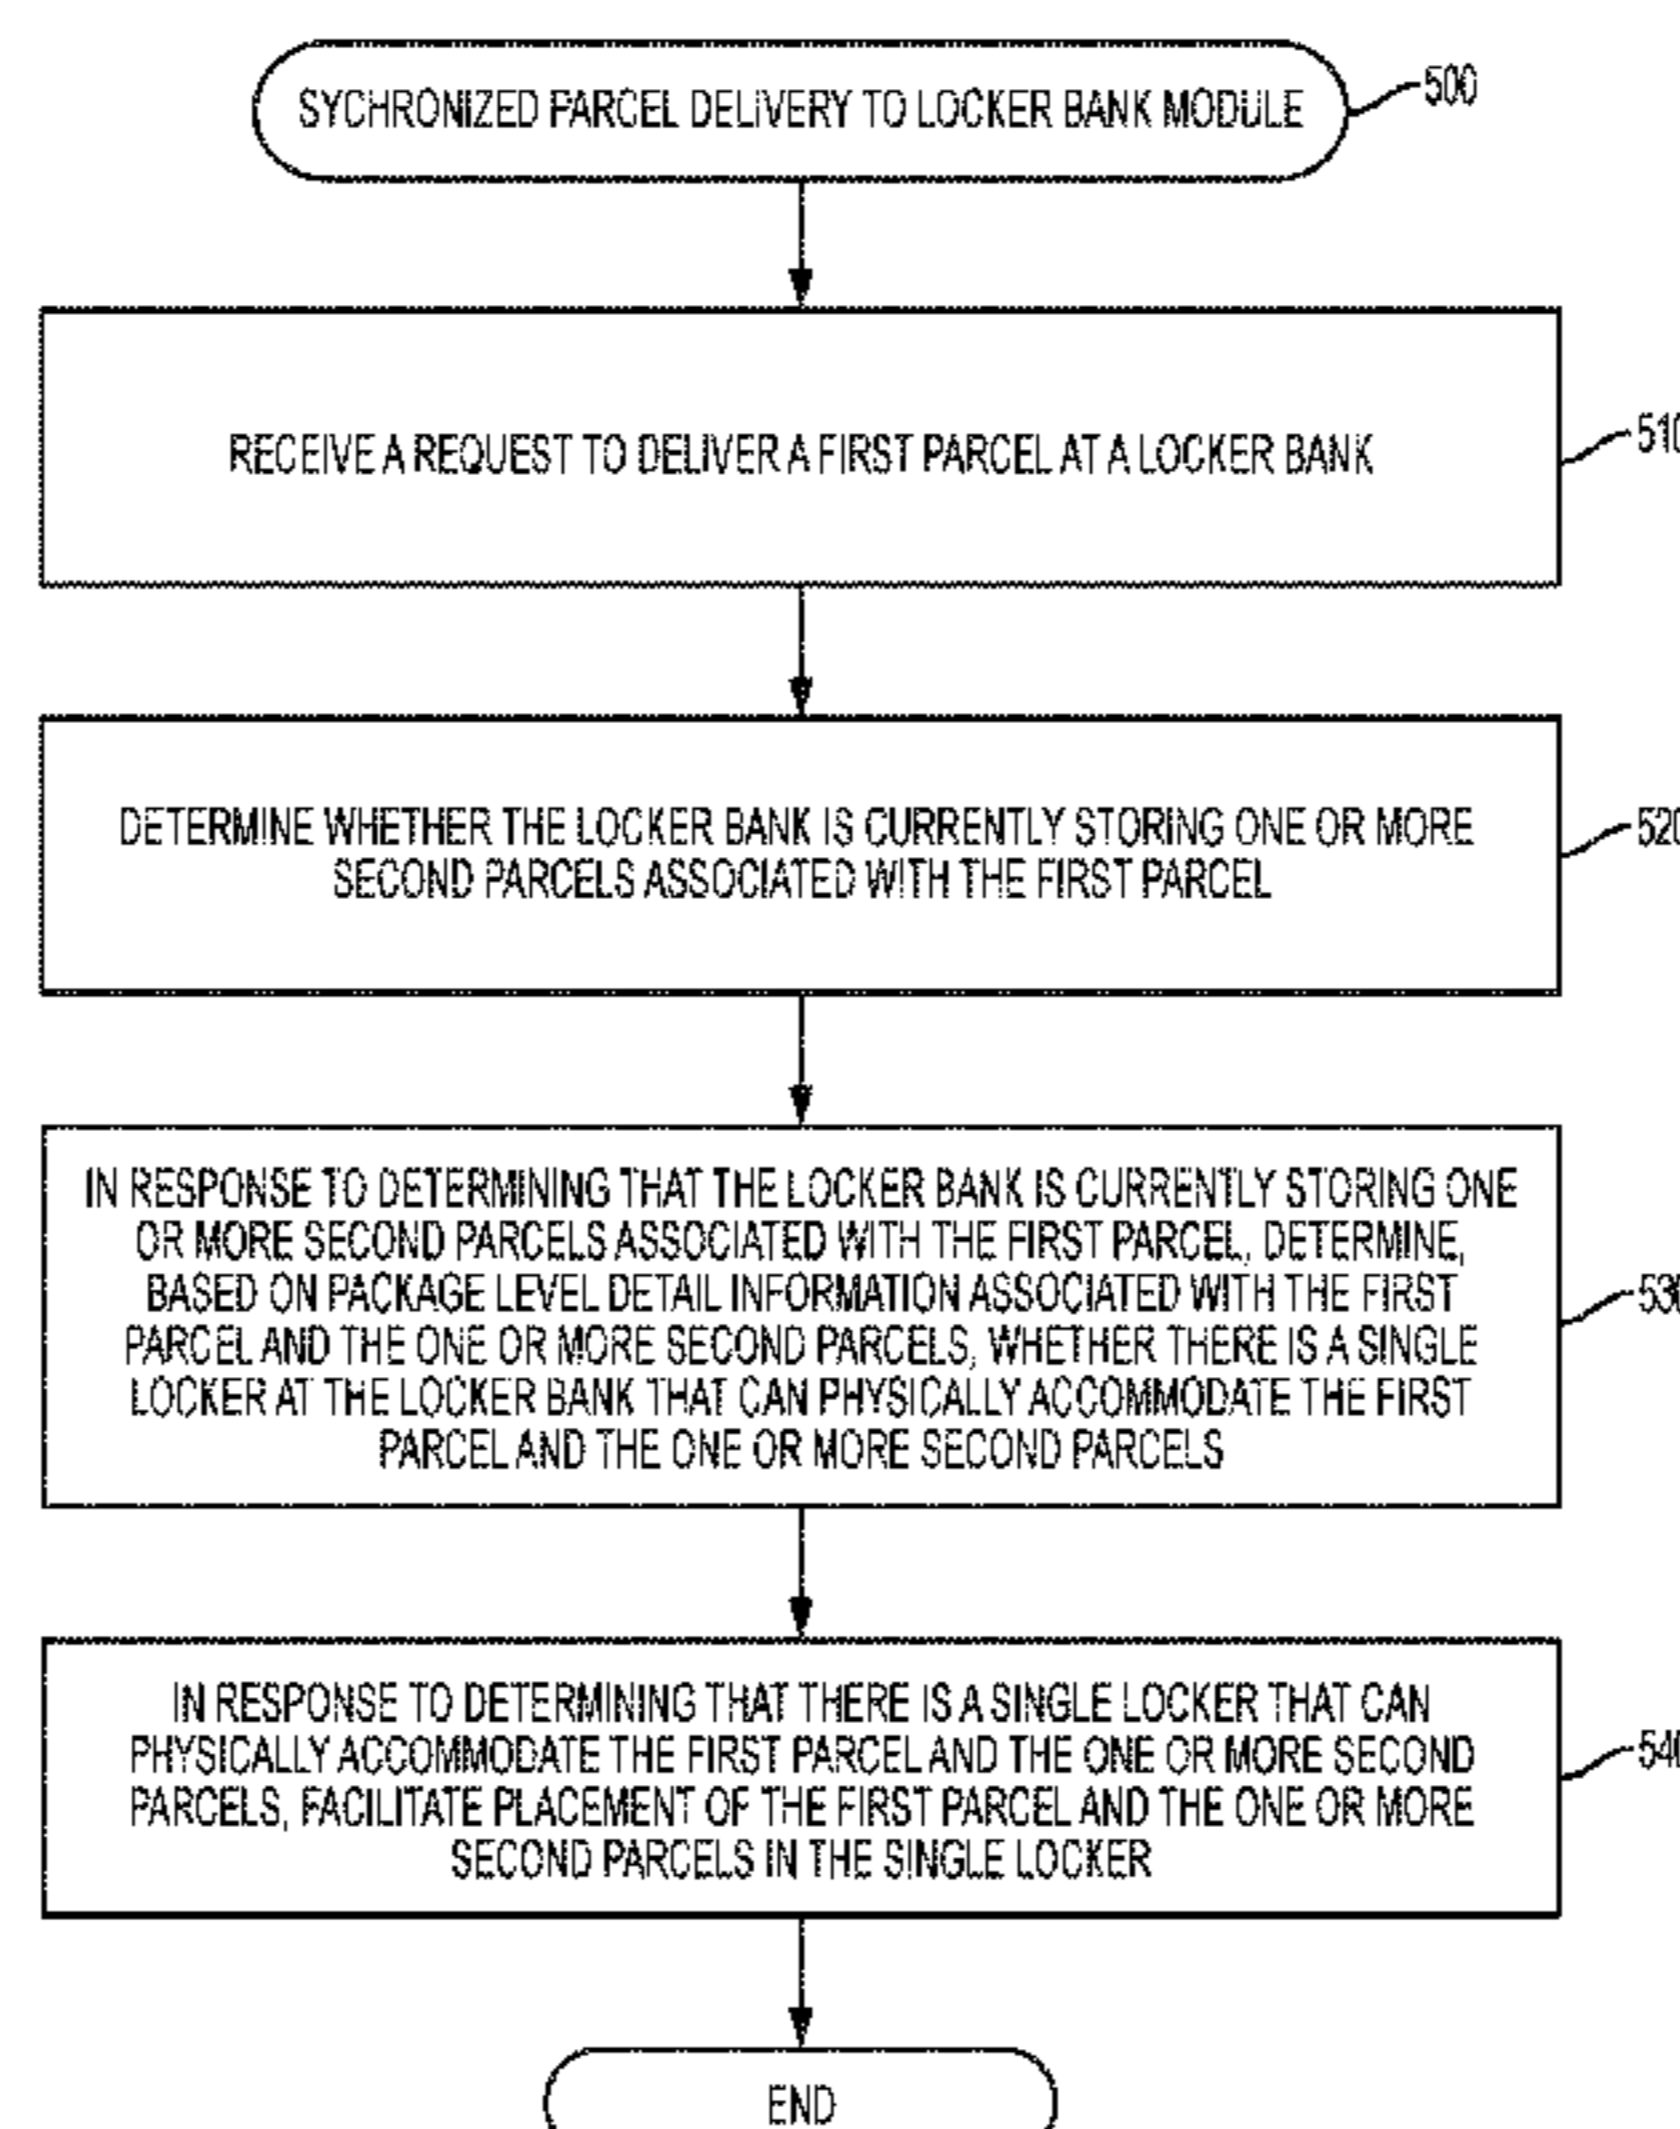 SYCHRONIZED PARCEL DELIVERY TO LOCKER BANK MODULE
500
RECEIVE A REQUEST TO DELIVER A FIRST PARCEL AT A LOCKER BANK
510
DETERMINE WHETHER THE LOCKER BANK IS CURRENTLY STORING ONE OR MORE
SECOND PARCELS ASSOCIATED WITH THE FIRST PARCEL
520
IN RESPONSE TO DETERMINING THAT THE LOCKER BANK IS CURRENTLY STORING ONE
OR MORE SECOND PARCELS ASSOCIATED WITH THE FIRST PARCEL, DETERMINE,
BASED ON PACKAGE LEVEL DETAIL INFORMATION ASSOCIATED WITH THE FIRST
PARCEL AND THE ONE OR MORE SECOND PARCELS, WHETHER THERE IS A SINGLE
LOCKER AT THE LOCKER BANK THAT CAN PHYSICALLY ACCOMMODATE THE FIRST
PARCEL AND THE ONE OR MORE SECOND PARCELS
530
IN RESPONSE TO DETERMINING THAT THERE IS A SINGLE LOCKER THAT CAN
PHYSICALLY ACCOMMODATE THE FIRST PARCEL AND THE ONE OR MORE SECOND
PARCELS, FACILITATE PLACEMENT OF THE FIRST PARCEL AND THE ONE OR MORE
SECOND PARCELS IN THE SINGLE LOCKER
540
END